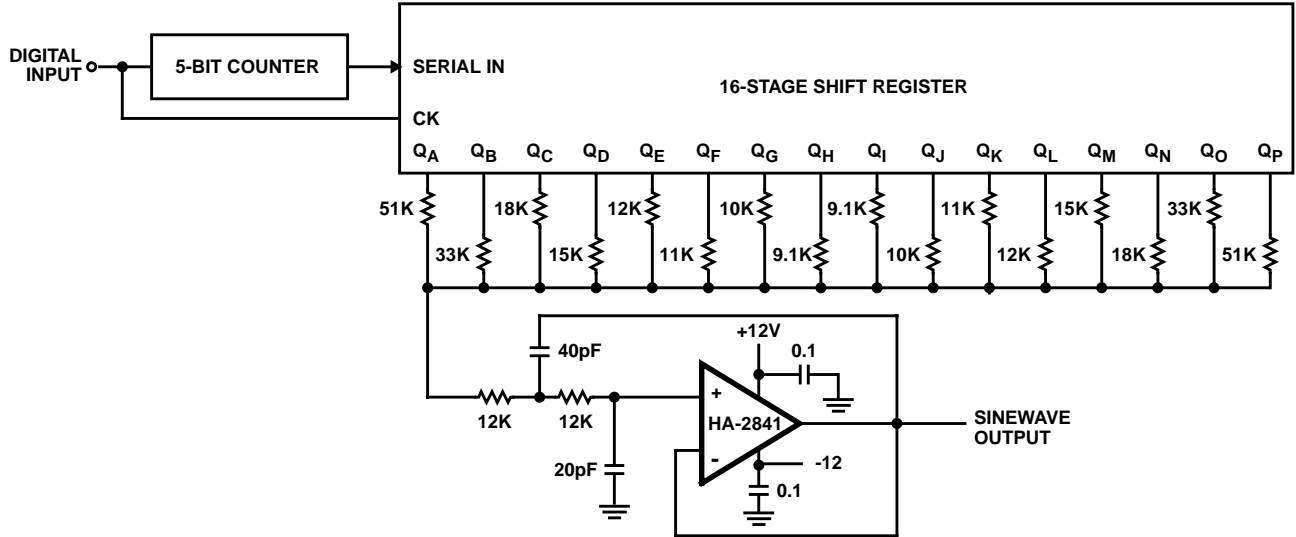 DIGITAL
INPUT
5-BIT COUNTER
SERIAL IN
16-STAGE SHIFT REGISTER
CK
QA QB QC QD QE QF QG QH QI QJ QK QL QM QN QO QP
51K 18K 12K 10K 9.1K 11K 15K 33K
33K 15K 11K 9.1K 10K 12K 18K 51K
+12V
40pF 0.1
+
12K 12K HA-2841 SINEWAVE
OUTPUT
-
20pF -12
0.1